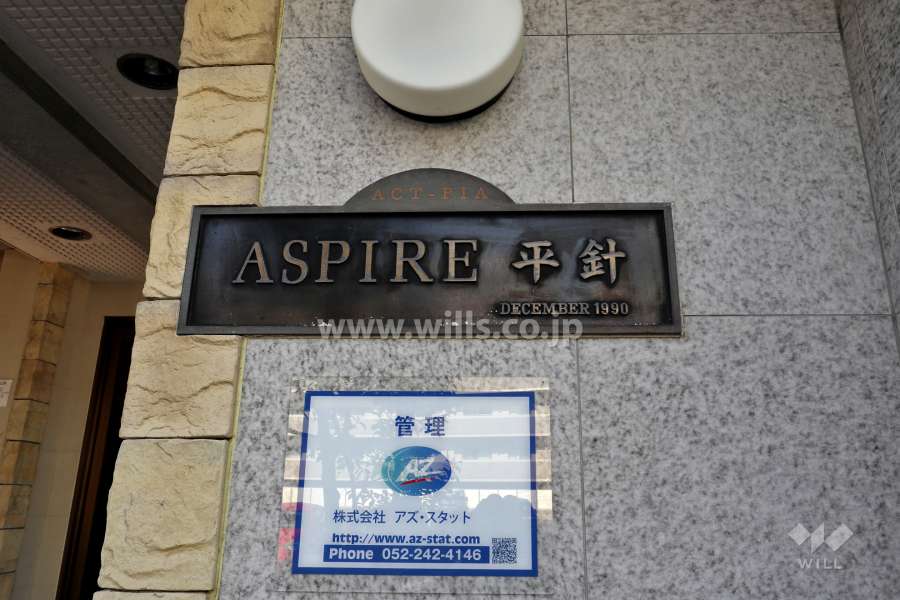 ACT-PIA
ASPIRE 平針
DECEMBER 1990
www.wills.co.jp
管理
AZ
株式会社 アズ・スタット
http://www.az-stat.com
Phone 052-242-4146
WILL